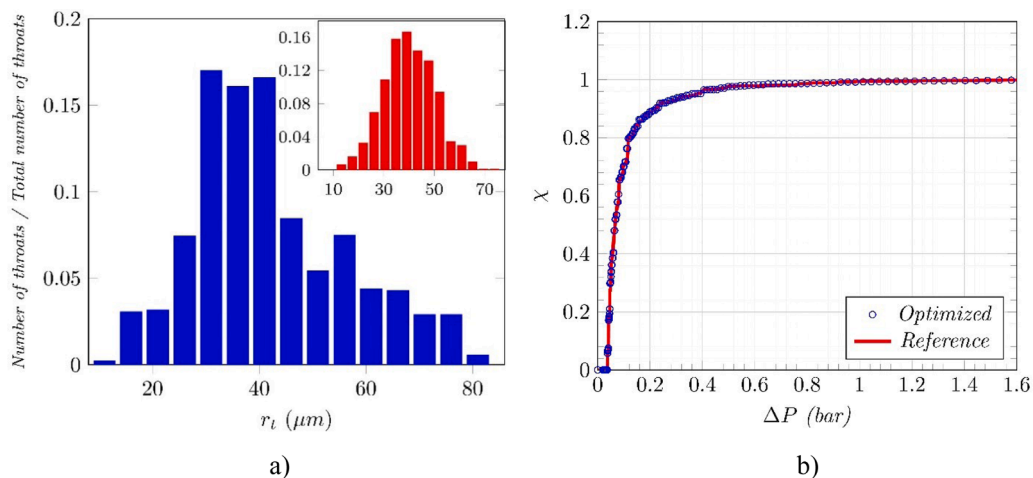 Number of throats / Total number of throats
0.2
0.15
0.1
0.05
0
20 40 60 80
r_t (μm)
0.16
0.12
0.08
0.04
0
10 30 50 70
a)
χ
1.2
1
0.8
0.6
0.4
0.2
0
0 0.2 0.4 0.6 0.8 1 1.2 1.4 1.6
ΔP (bar)
Optimized
Reference
b)